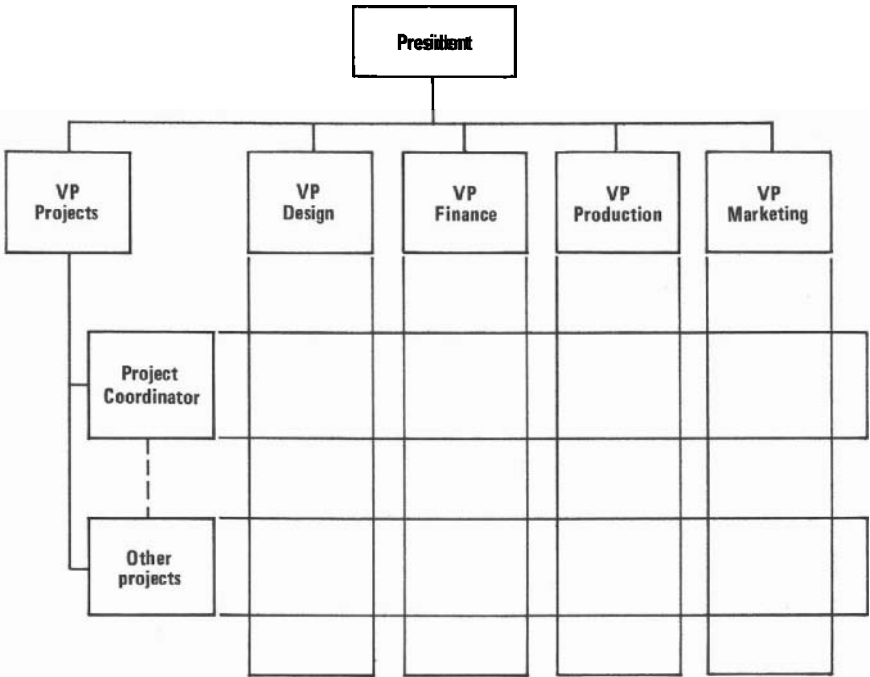 President
VP
Projects
VP
Design
VP
Finance
VP
Production
VP
Marketing
Project
Coordinator
Other
projects